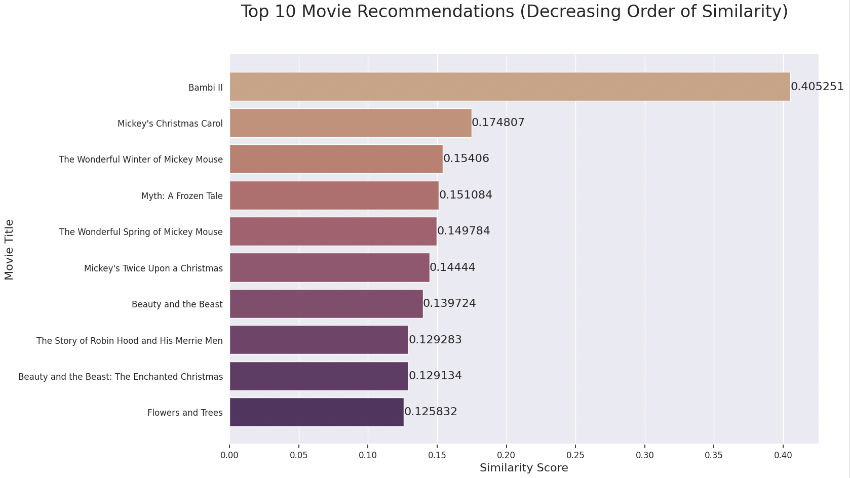 Top 10 Movie Recommendations (Decreasing Order of Similarity)
Movie Title
Bambi II 0.405251
Mickey's Christmas Carol 0.174807
The Wonderful Winter of Mickey Mouse 0.15406
Myth: A Frozen Tale 0.151084
The Wonderful Spring of Mickey Mouse 0.149784
Mickey's Twice Upon a Christmas 0.14444
Beauty and the Beast 0.139724
The Story of Robin Hood and His Merrie Men 0.129283
Beauty and the Beast: The Enchanted Christmas 0.129134
Flowers and Trees 0.125832
0.00 0.05 0.10 0.15 0.20 0.25 0.30 0.35 0.40
Similarity Score